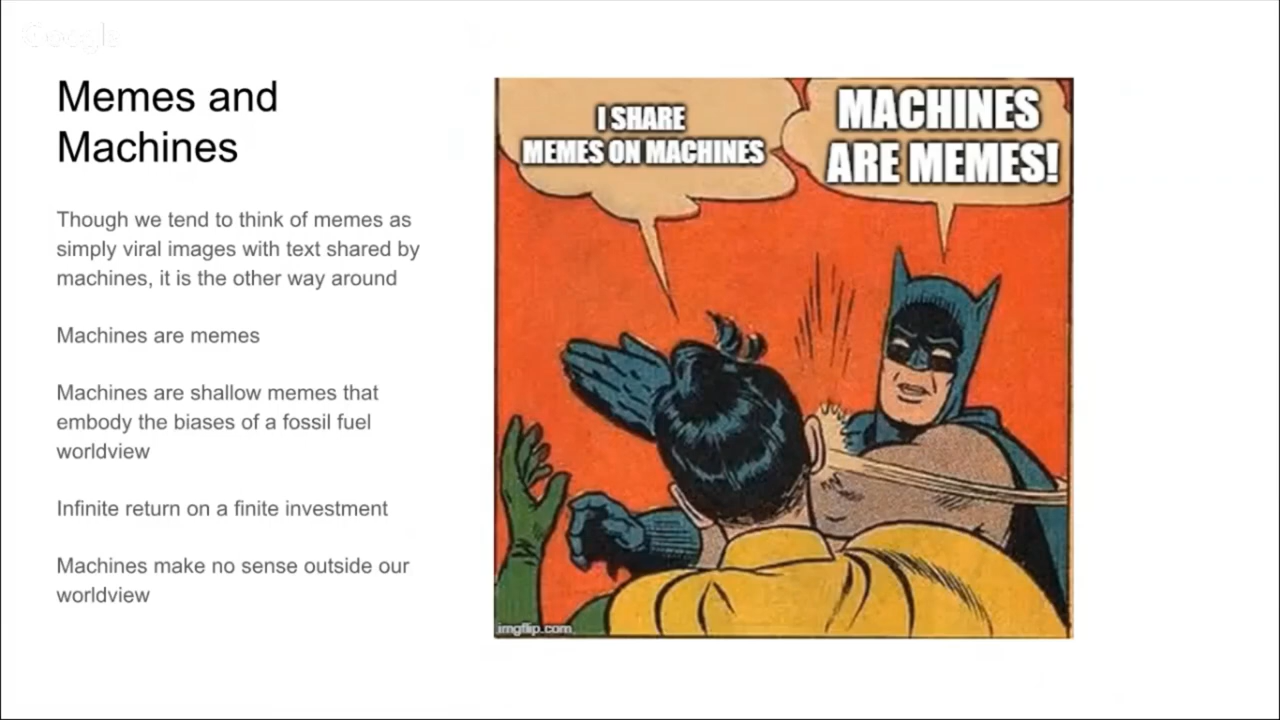 Google
Memes and
Machines
Though we tend to think of memes as
simply viral images with text shared by
machines, it is the other way around
Machines are memes
Machines are shallow memes that
embody the biases of a fossil fuel
worldview
Infinite return on a finite investment
Machines make no sense outside our
worldview
I SHARE
MEMES ON MACHINES
MACHINES
ARE MEMES!
imgflip.com